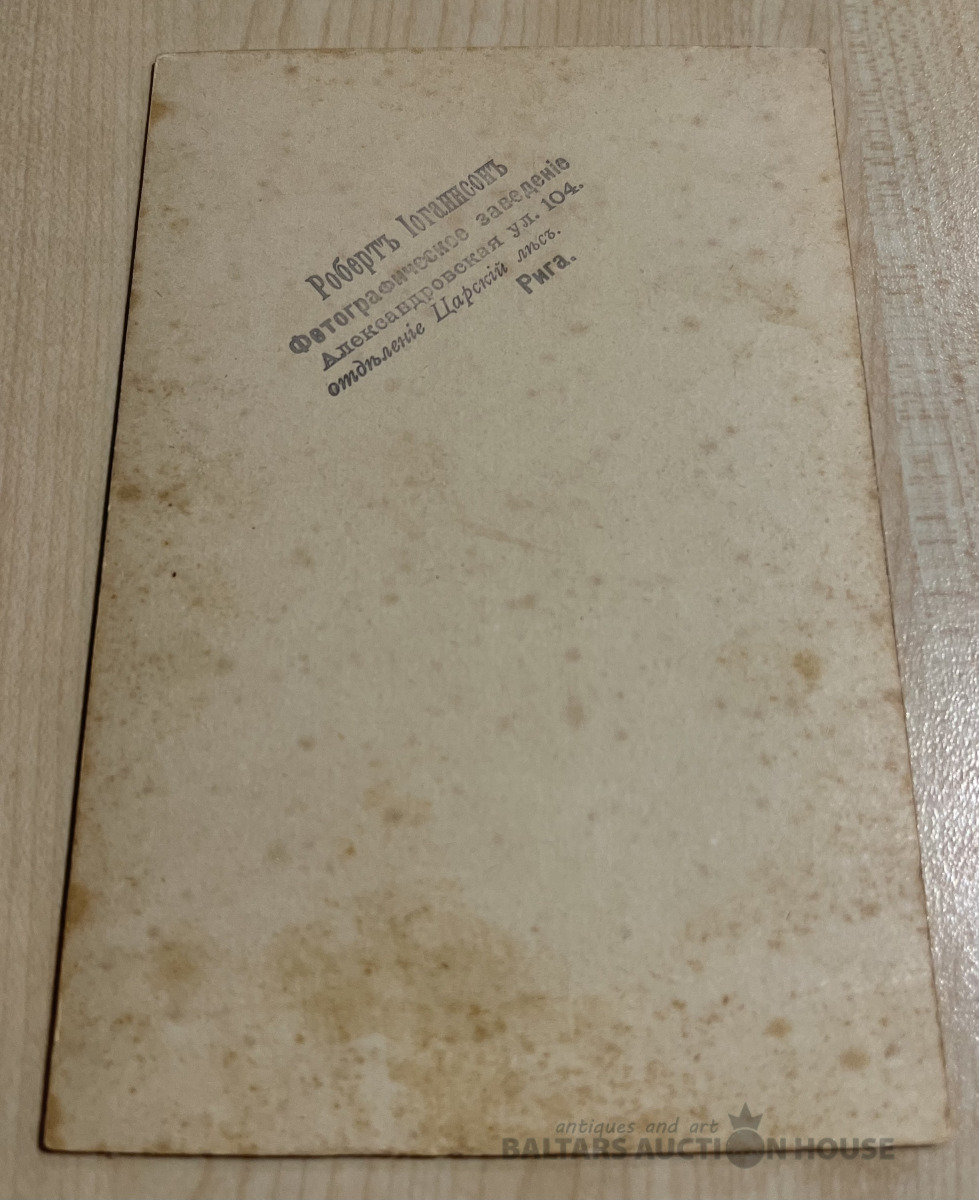 Робертъ Іоганнсонъ
Фотографическое заведеніе
Александровская ул. 104.
отдѣленіе Царскій лѣсъ.
Рига.
antiques and art
BALTARS AUCTION HOUSE